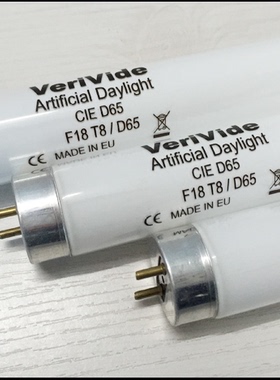 VeriVide
Artificial Daylight
CIE D65
F18 T8 / D65
CE MADE IN EU
VeriVide
Artificial Daylight
CIE D65
F18 T8 / D65
CE MADE IN EU